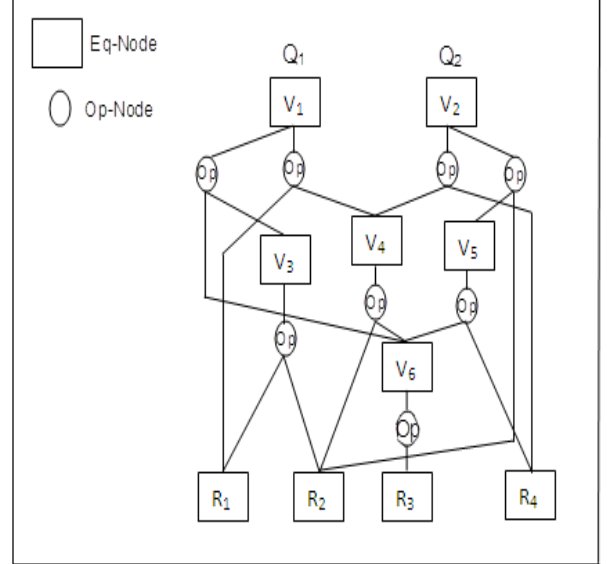 Eq-Node
Op-Node
Q₁ Q₂
V₁ V₂
Op Op Op Op
V₃ V₄ V₅
Op Op Op
V₆
Op
R₁ R₂ R₃ R₄